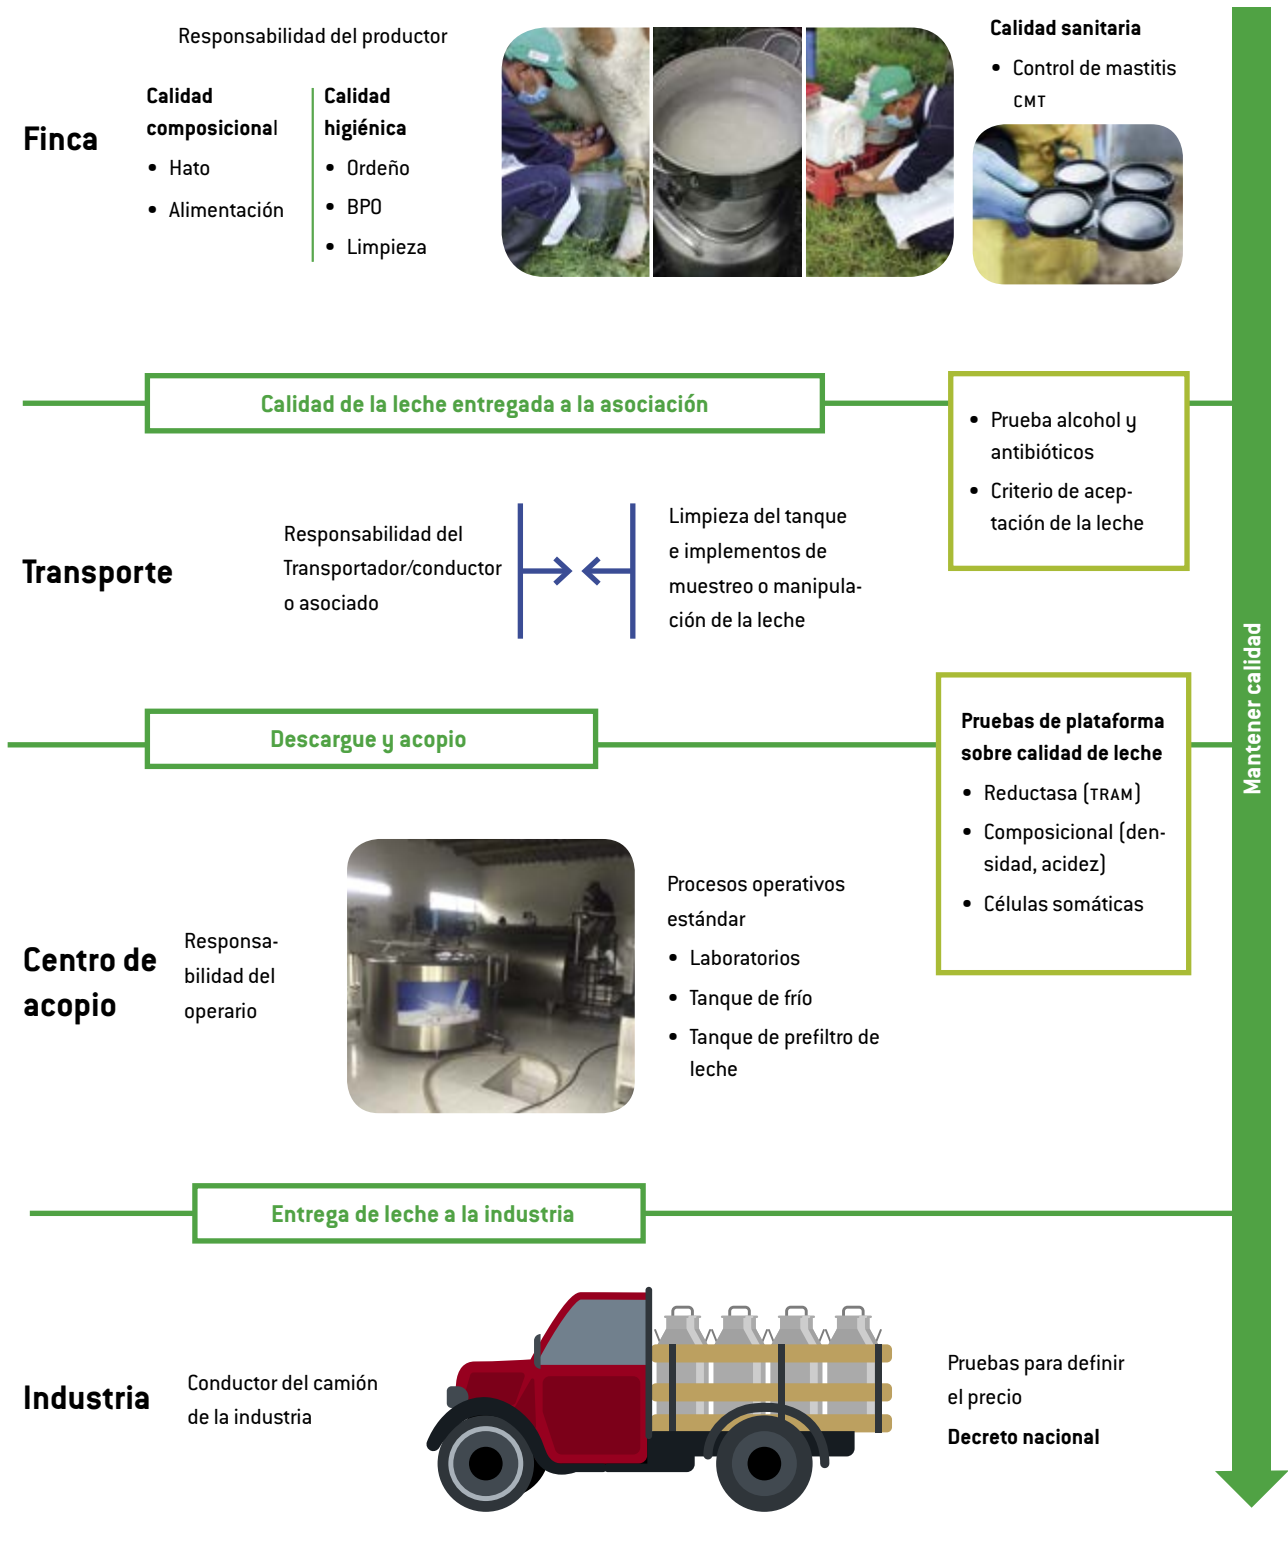 Responsabilidad del productor
Finca
Calidad
composicional
• Hato
• Alimentación
Calidad
higiénica
• Ordeño
• BPO
• Limpieza
Calidad sanitaria
• Control de mastitis
CMT
Calidad de la leche entregada a la asociación
• Prueba alcohol y
antibióticos
• Criterio de acep-
tación de la leche
Transporte
Responsabilidad del
Transportador/conductor
o asociado
Limpieza del tanque
e implementos de
muestreo o manipula-
ción de la leche
Mantener calidad
Descargue y acopio
Pruebas de plataforma
sobre calidad de leche
• Reductasa (TRAM)
• Composicional (den-
sidad, acidez)
• Células somáticas
Centro de
acopio
Responsa-
bilidad del
operario
Procesos operativos
estándar
• Laboratorios
• Tanque de frío
• Tanque de prefiltro de
leche
Entrega de leche a la industria
Industria
Conductor del camión
de la industria
Pruebas para definir
el precio
Decreto nacional